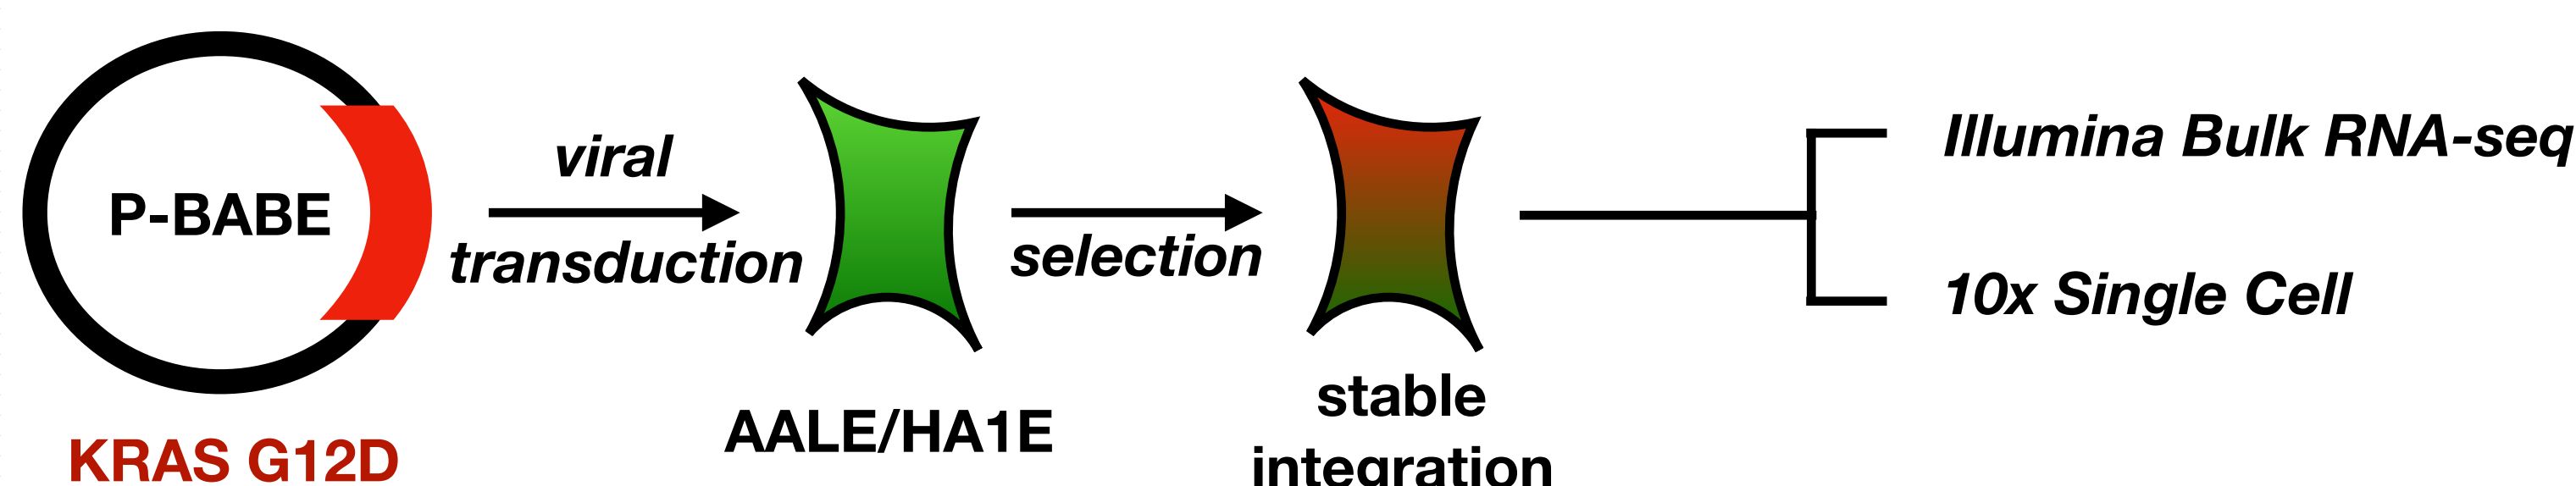 P-BABE
KRAS G12D
viral
transduction
AALE/HA1E
selection
stable
integration
Illumina Bulk RNA-seq
10x Single Cell